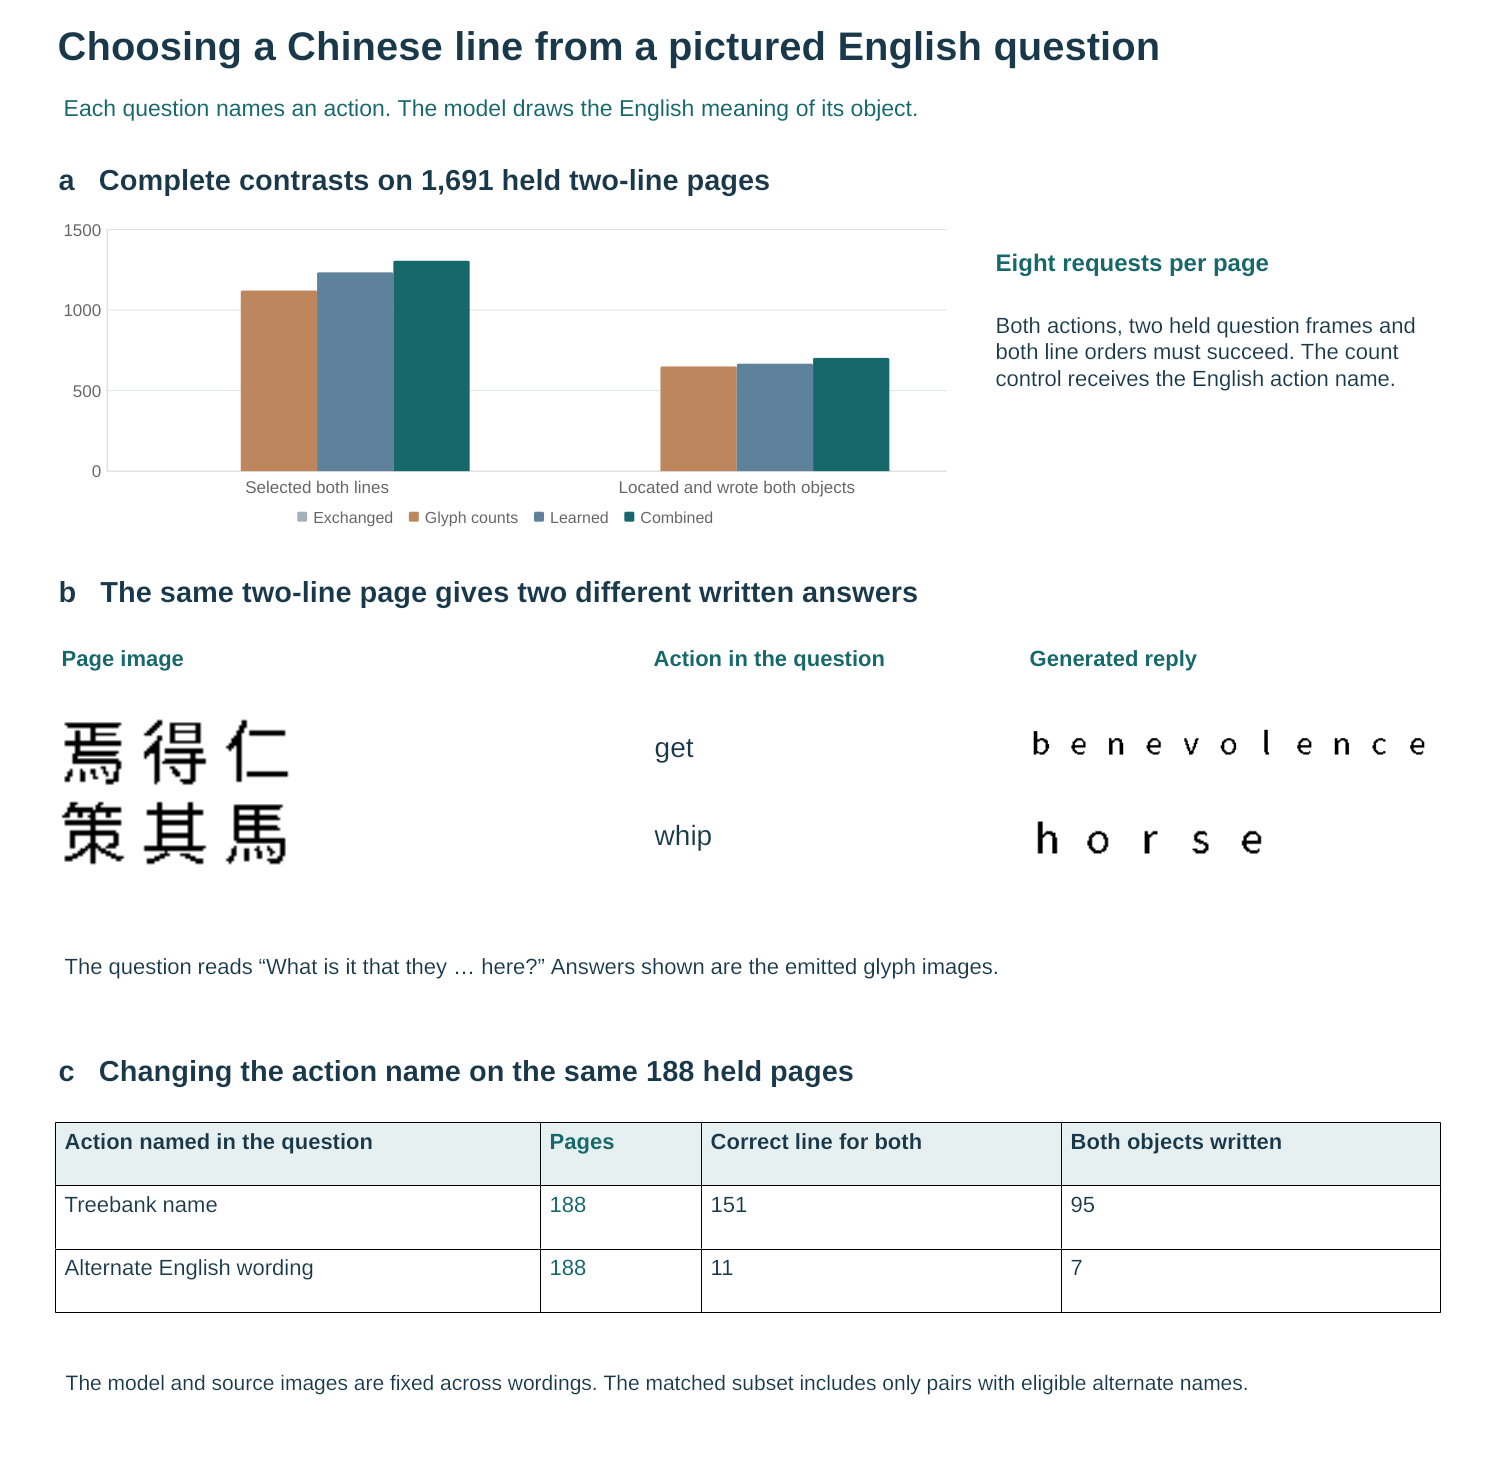 Choosing a Chinese line from a pictured English question
Each question names an action. The model draws the English meaning of its object.
a Complete contrasts on 1,691 held two-line pages
1500
1000
500
0
Selected both lines
Located and wrote both objects
Exchanged Glyph counts Learned Combined
Eight requests per page
Both actions, two held question frames and
both line orders must succeed. The count
control receives the English action name.
b The same two-line page gives two different written answers
Page image Action in the question Generated reply
焉得仁 get benevolence
策其馬 whip horse
The question reads “What is it that they … here?” Answers shown are the emitted glyph images.
c Changing the action name on the same 188 held pages
Action named in the question Pages Correct line for both Both objects written
Treebank name 188 151 95
Alternate English wording 188 11 7
The model and source images are fixed across wordings. The matched subset includes only pairs with eligible alternate names.